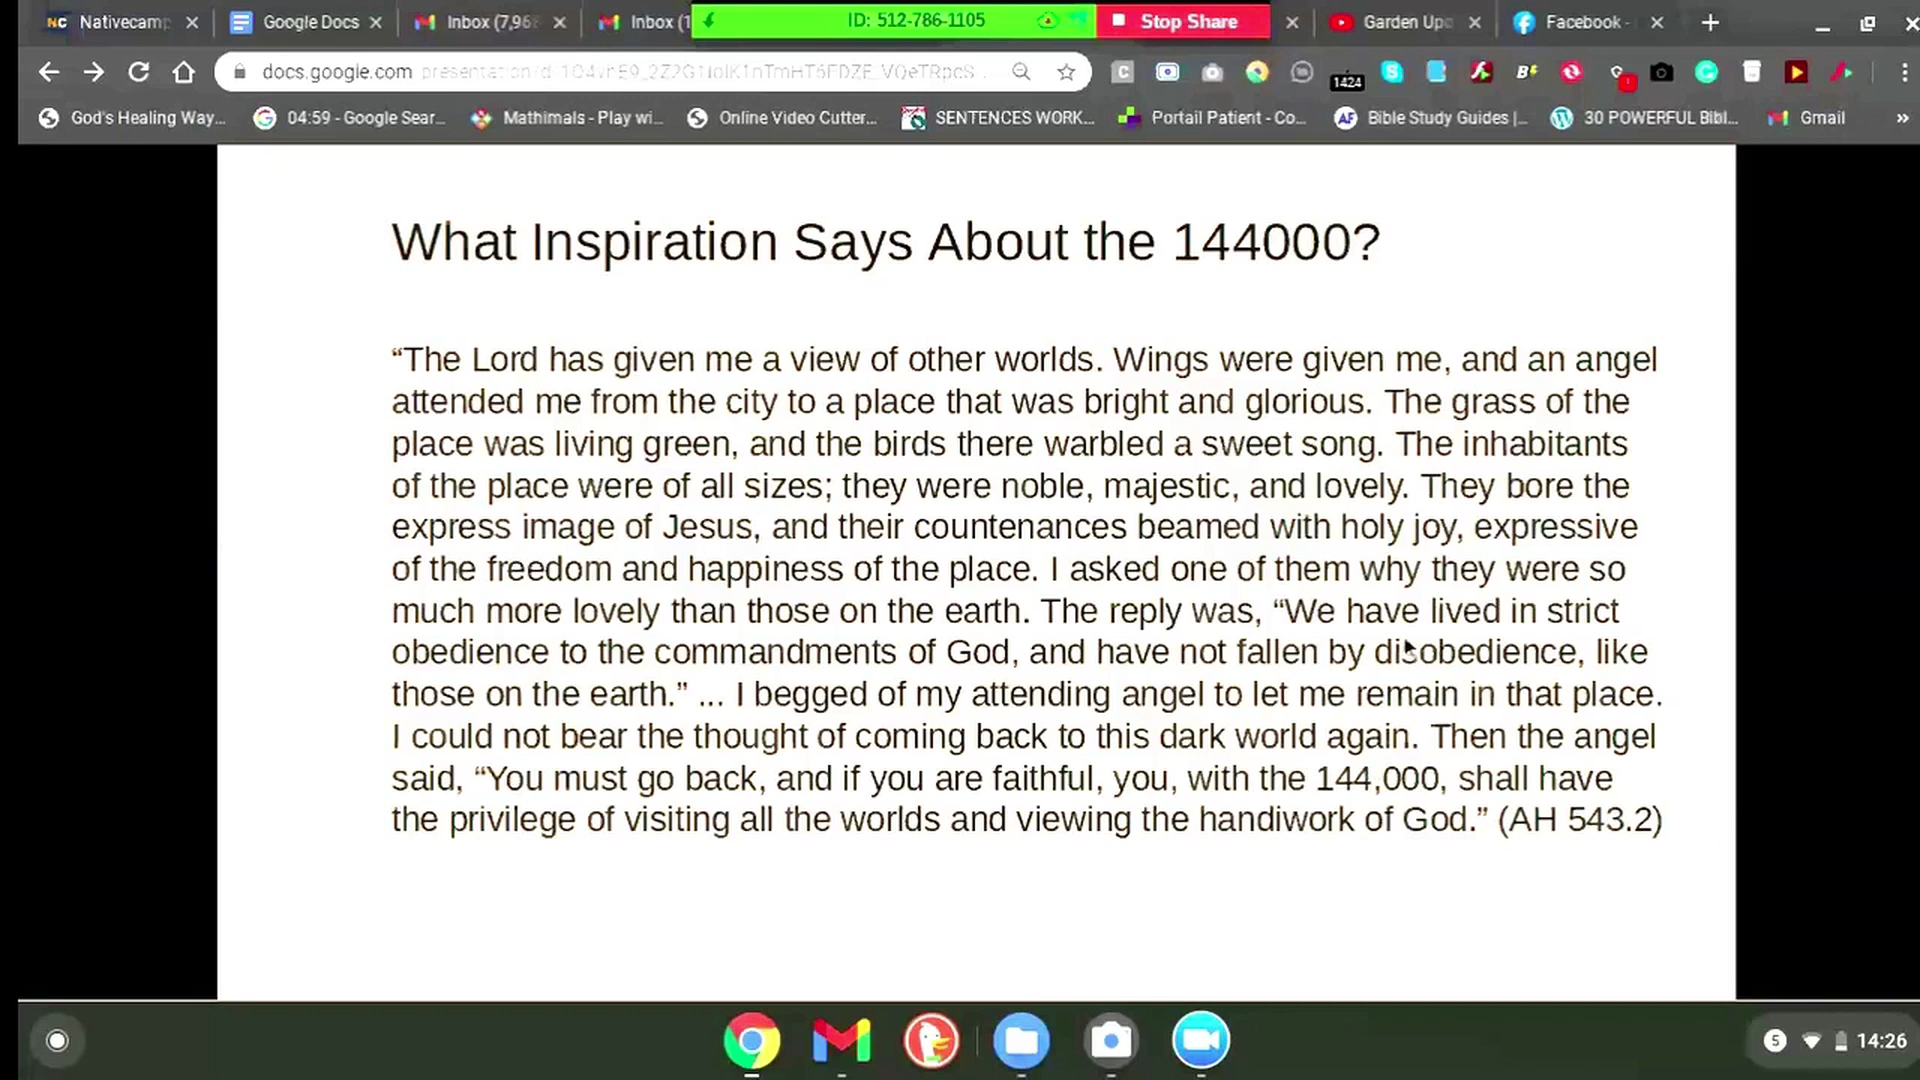 Nativecam
Google Docs
Inbox (7,96
Inbox (1
ID: 512-786-1105
Stop Share
Garden Up
Facebook -
docs.google.com
1424
God's Healing Way...
04:59 - Google Sear...
Mathimals - Play wi...
Online Video Cutter...
SENTENCES WORK...
Portail Patient - Co...
Bible Study Guides |...
30 POWERFUL Bibl...
Gmail
»
What Inspiration Says About the 144000?
“The Lord has given me a view of other worlds. Wings were given me, and an angel
attended me from the city to a place that was bright and glorious. The grass of the
place was living green, and the birds there warbled a sweet song. The inhabitants
of the place were of all sizes; they were noble, majestic, and lovely. They bore the
express image of Jesus, and their countenances beamed with holy joy, expressive
of the freedom and happiness of the place. I asked one of them why they were so
much more lovely than those on the earth. The reply was, “We have lived in strict
obedience to the commandments of God, and have not fallen by disobedience, like
those on the earth.” ... I begged of my attending angel to let me remain in that place.
I could not bear the thought of coming back to this dark world again. Then the angel
said, “You must go back, and if you are faithful, you, with the 144,000, shall have
the privilege of visiting all the worlds and viewing the handiwork of God.” (AH 543.2)
5
14:26